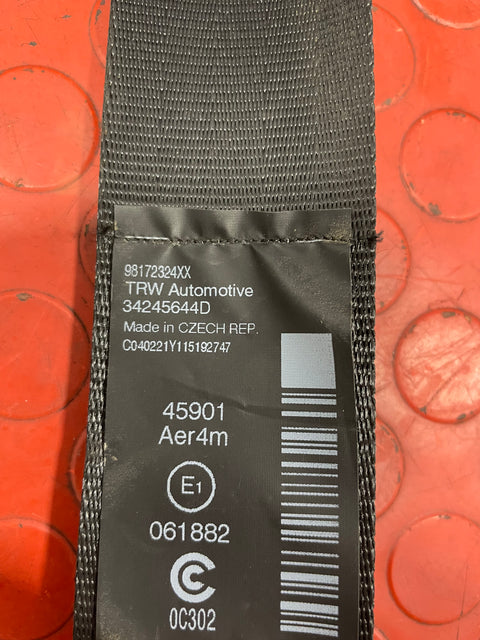 98172324XX
TRW Automotive
34245644D
Made in CZECH REP.
C040221Y115192747
45901
Aer4m
E1
061882
0C302